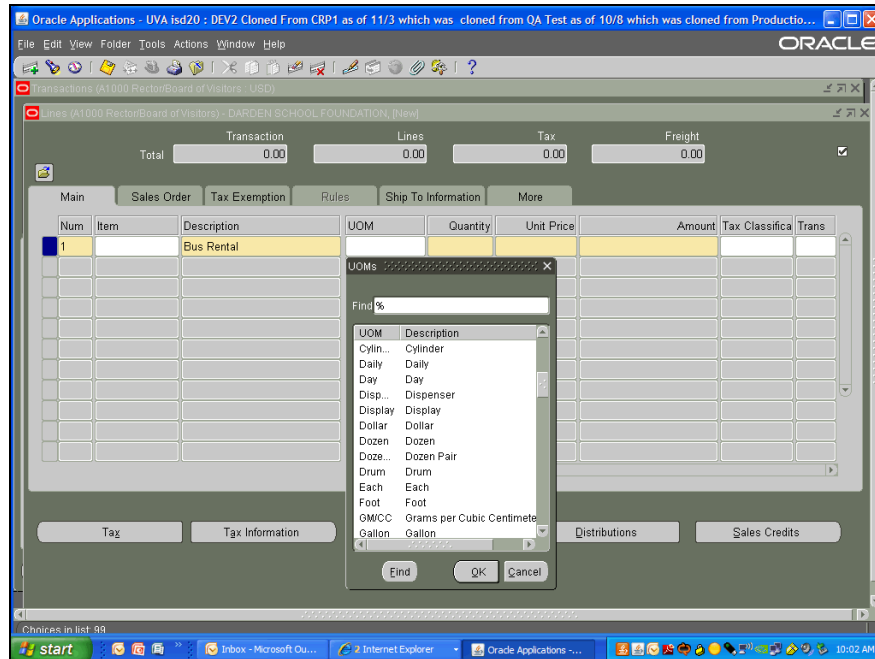 Oracle Applications - UVA isd20 : DEV2 Cloned From CRP1 as of 11/3 which was cloned from QA Test as of 10/8 which was cloned from Productio...
File Edit View Folder Tools Actions Window Help
ORACLE
Transactions (A1000 Rector/Board of Visitors : USD)
Lines (A1000 Rector/Board of Visitors) - DARDEN SCHOOL FOUNDATION, [New]
Transaction Lines Tax Freight
Total 0.00 0.00 0.00 0.00
Main Sales Order Tax Exemption Rules Ship To Information More
Num Item Description UOM Quantity Unit Price Amount Tax Classifica Trans
1 Bus Rental
UOMs
Find %
UOM Description
Cylin... Cylinder
Daily Daily
Day Day
Disp... Dispenser
Display Display
Dollar Dollar
Dozen Dozen
Doze... Dozen Pair
Drum Drum
Each Each
Foot Foot
GM/CC Grams per Cubic Centimete
Gallon Gallon
Find OK Cancel
Tax Tax Information Distributions Sales Credits
Choices in list: 99
start Inbox - Microsoft Ou... 2 Internet Explorer Oracle Applications -... 10:02 AM